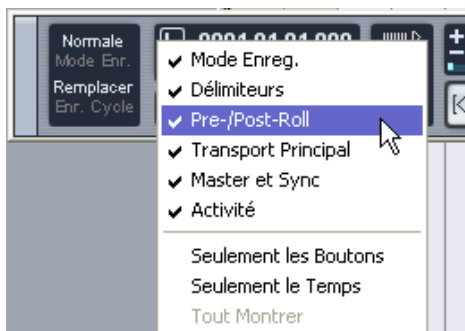 Normale
Mode Enr.
Remplacer
Enr. Cycle
Mode Enreg.
Délimiteurs
Pre-/Post-Roll
Transport Principal
Master et Sync
Activité
Seulement les Boutons
Seulement le Temps
Tout Montrer